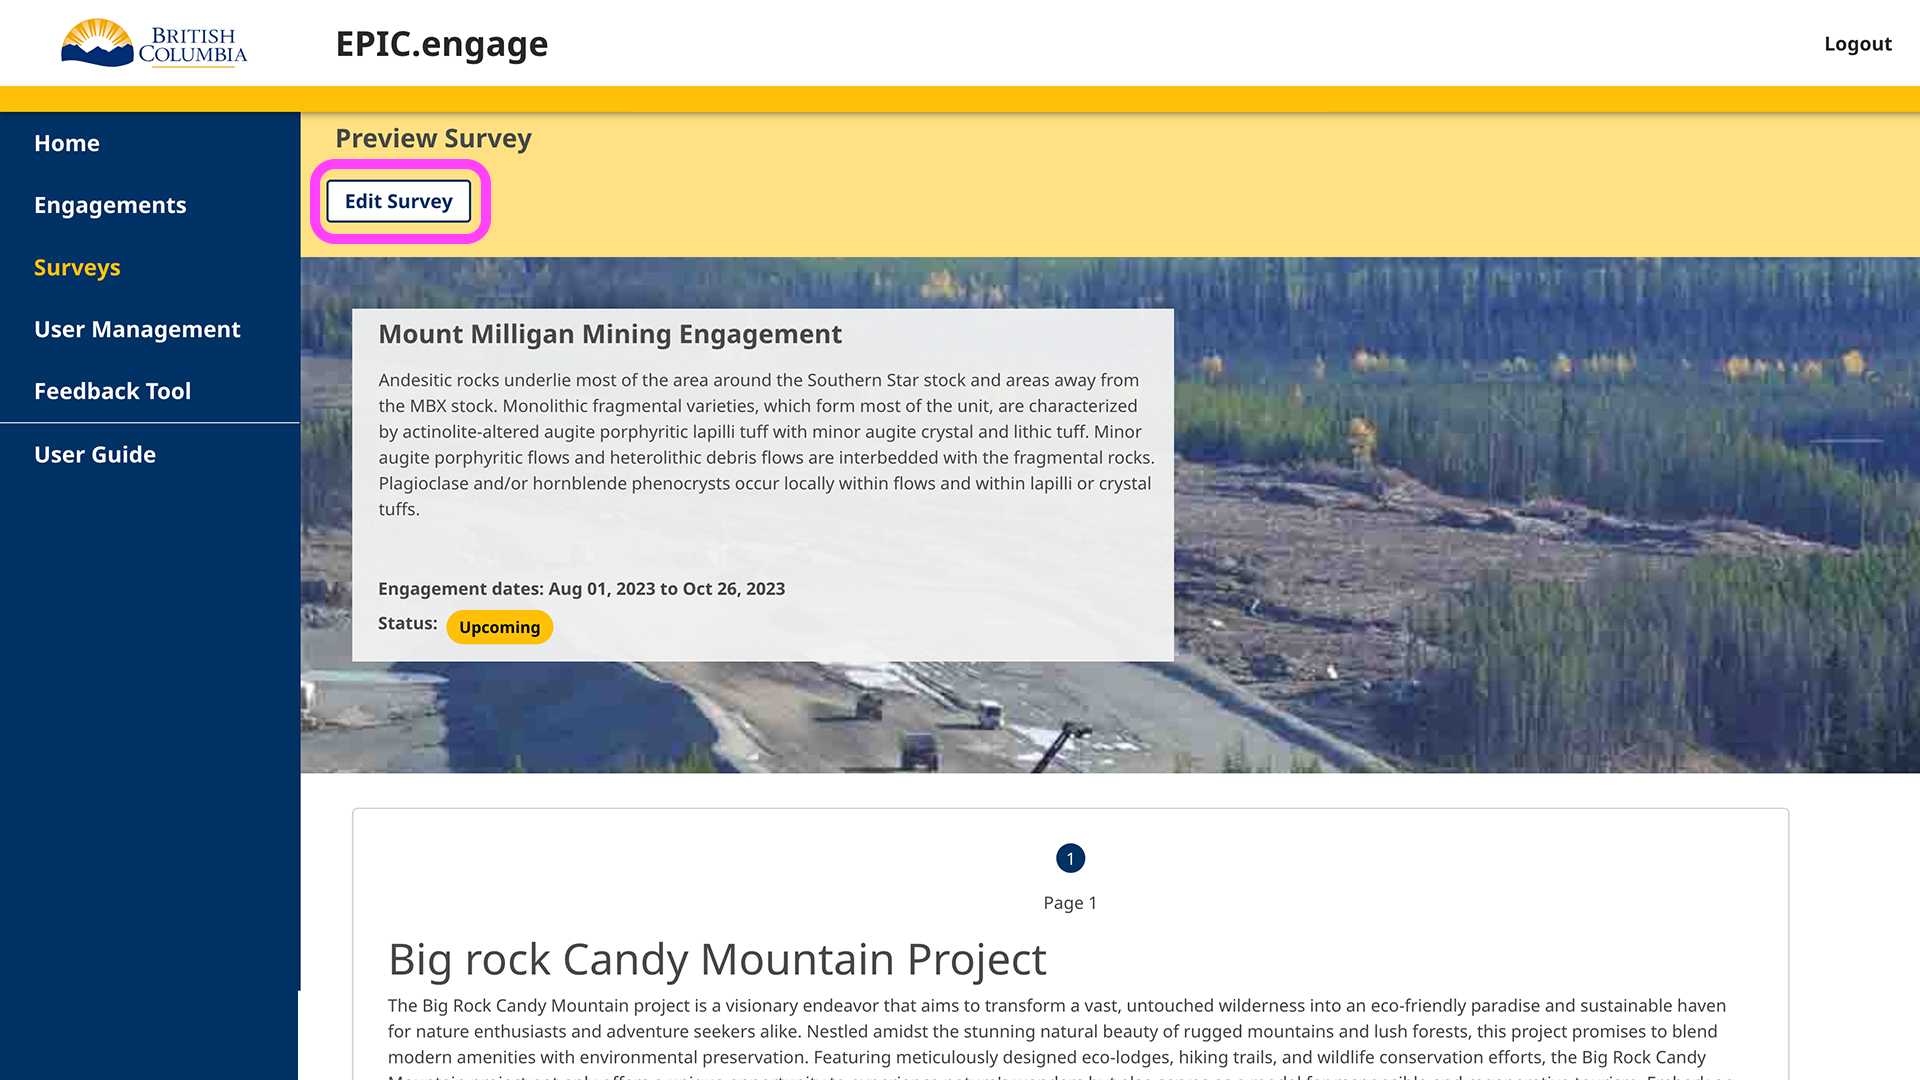 BRITISH
COLUMBIA
EPIC.engage
Logout
Home
Engagements
Surveys
User Management
Feedback Tool
User Guide
Preview Survey
Edit Survey
Mount Milligan Mining Engagement
Andesitic rocks underlie most of the area around the Southern Star stock and areas away from
the MBX stock. Monolithic fragmental varieties, which form most of the unit, are characterized
by actinolite-altered augite porphyritic lapilli tuff with minor augite crystal and lithic tuff. Minor
augite porphyritic flows and heterolithic debris flows are interbedded with the fragmental rocks.
Plagioclase and/or hornblende phenocrysts occur locally within flows and within lapilli or crystal
tuffs.
Engagement dates: Aug 01, 2023 to Oct 26, 2023
Status: Upcoming
1
Page 1
Big rock Candy Mountain Project
The Big Rock Candy Mountain project is a visionary endeavor that aims to transform a vast, untouched wilderness into an eco-friendly paradise and sustainable haven
for nature enthusiasts and adventure seekers alike. Nestled amidst the stunning natural beauty of rugged mountains and lush forests, this project promises to blend
modern amenities with environmental preservation. Featuring meticulously designed eco-lodges, hiking trails, and wildlife conservation efforts, the Big Rock Candy